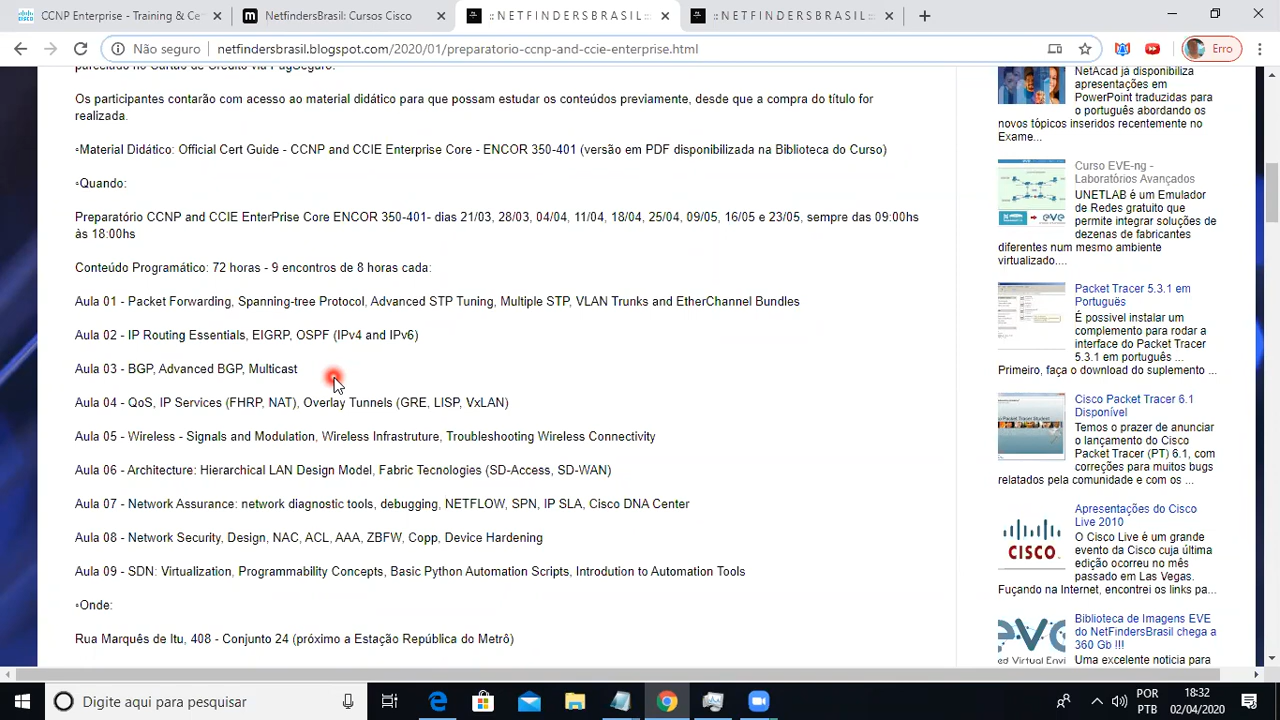 CCNP Enterprise - Training &
NetfindersBrasil: Cursos Cisco
: : N E T F I N D E R S B R A S I L : :
: : N E T F I N D E R S B R A S I L : :
Não seguro
netfindersbrasil.blogspot.com/2020/01/preparatorio-ccnp-and-ccie-enterprise.html
Erro
parcelado no Cartão de Crédito via PagSeguro.
Os participantes contarão com acesso ao material didático para que possam estudar os conteúdos previamente, desde que a compra do título for
realizada.
◦Material Didático: Official Cert Guide - CCNP and CCIE Enterprise Core - ENCOR 350-401 (versão em PDF disponibilizada na Biblioteca do Curso)
◦Quando:
Preparatório CCNP and CCIE EnterPrise Core ENCOR 350-401- dias 21/03, 28/03, 04/04, 11/04, 18/04, 25/04, 09/05, 16/05 e 23/05, sempre das 09:00hs
às 18:00hs
Conteúdo Programático: 72 horas - 9 encontros de 8 horas cada:
Aula 01 - Packet Forwarding, Spanning-tree Protocol, Advanced STP Tuning, Multiple STP, VLAN Trunks and EtherChannel Bundles
Aula 02 - IP Routing Essentials, EIGRP, OSPF (IPv4 and IPv6)
Aula 03 - BGP, Advanced BGP, Multicast
Aula 04 - QoS, IP Services (FHRP, NAT), Overlay Tunnels (GRE, LISP, VxLAN)
Aula 05 - Wireless - Signals and Modulation, Wireless Infrastruture, Troubleshooting Wireless Connectivity
Aula 06 - Architecture: Hierarchical LAN Design Model, Fabric Tecnologies (SD-Access, SD-WAN)
Aula 07 - Network Assurance: network diagnostic tools, debugging, NETFLOW, SPN, IP SLA, Cisco DNA Center
Aula 08 - Network Security, Design, NAC, ACL, AAA, ZBFW, Copp, Device Hardening
Aula 09 - SDN: Virtualization, Programmability Concepts, Basic Python Automation Scripts, Introdution to Automation Tools
◦Onde:
Rua Marquês de Itu, 408 - Conjunto 24 (próximo a Estação República do Metrô)
NetAcad já disponibiliza
apresentações em
PowerPoint traduzidas para
o português abordando os
novos tópicos inseridos recentemente no
Exame...
Curso EVE-ng -
Laboratórios Avançados
UNETLAB é um Emulador
de Redes gratuito que
permite integrar soluções de
dezenas de fabricantes
diferentes num mesmo ambiente
virtualizado....
Packet Tracer 5.3.1 em
Português
É possível instalar um
complemento para rodar a
interface do Packet Tracer
5.3.1 em português ...
Primeiro, faça o download do suplemento ...
Cisco Packet Tracer 6.1
Disponível
Temos o prazer de anunciar
o lançamento do Cisco
Packet Tracer (PT) 6.1, com
correções para muitos bugs
relatados pela comunidade e com os ...
Apresentações do Cisco
Live 2010
O Cisco Live é um grande
evento da Cisco cuja última
edição ocorreu no mês
passado em Las Vegas.
Fuçando na Internet, encontrei os links pa...
CISCO
Biblioteca de Imagens EVE
do NetFindersBrasil chega a
360 Gb !!!
Uma excelente noticia para
Digite aqui para pesquisar
POR
PTB
18:32
02/04/2020